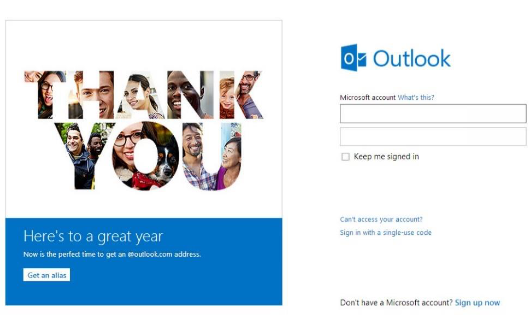 THANK
YOU
Here's to a great year
Now is the perfect time to get an @outlook.com address.
Get an alias
Outlook
Microsoft account What's this?
Keep me signed in
Can't access your account?
Sign in with a single-use code
Don't have a Microsoft account? Sign up now